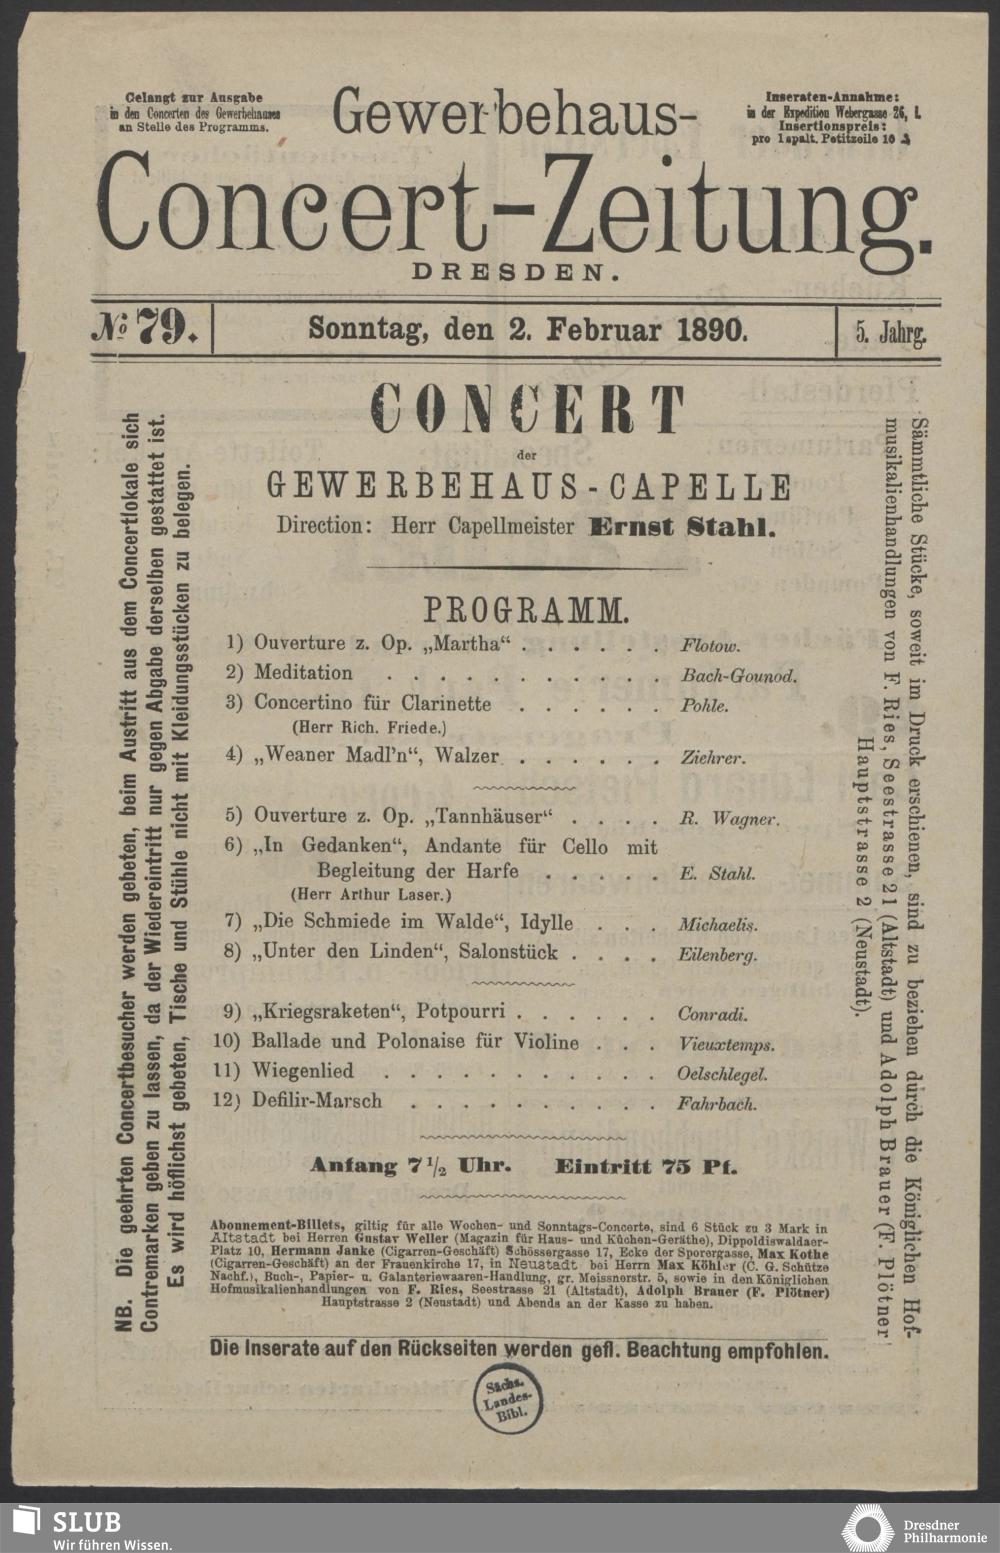 Gelangt zur Ausgabe
in den Concerten des Gewerbehauses
an Stelle des Programms.
Gewerbehaus-
Inseraten-Annahme:
in der Expedition Webergasse 26, I.
Insertionspreis:
pro 1spalt. Petitzeile 10 ₰
Concert-Zeitung.
DRESDEN.
№ 79.
Sonntag, den 2. Februar 1890.
5. Jahrg.
NB. Die geehrten Concertbesucher werden gebeten, beim Austritt aus dem Concertlokale sich
Contremarken geben zu lassen, da der Wiedereintritt nur gegen Abgabe derselben gestattet ist.
Es wird höflichst gebeten, Tische und Stühle nicht mit Kleidungsstücken zu belegen.
CONCERT
der
GEWERBEHAUS-CAPELLE
Direction: Herr Capellmeister Ernst Stahl.
PROGRAMM.
1) Ouverture z. Op. „Martha“ . . . . . . Flotow.
2) Meditation . . . . . . . . . . . Bach-Gounod.
3) Concertino für Clarinette . . . . . . Pohle.
(Herr Rich. Friede.)
4) „Weaner Madl'n“, Walzer . . . . . . Ziehrer.
5) Ouverture z. Op. „Tannhäuser“ . . . . R. Wagner.
6) „In Gedanken“, Andante für Cello mit
Begleitung der Harfe . . . . . E. Stahl.
(Herr Arthur Laser.)
7) „Die Schmiede im Walde“, Idylle . . . Michaelis.
8) „Unter den Linden“, Salonstück . . . . Eilenberg.
9) „Kriegsraketen“, Potpourri . . . . . . Conradi.
10) Ballade und Polonaise für Violine . . . Vieuxtemps.
11) Wiegenlied . . . . . . . . . . . Oelschlegel.
12) Defilir-Marsch . . . . . . . . . . Fahrbach.
Anfang 7 1/2 Uhr. Eintritt 75 Pf.
Abonnement-Billets, giltig für alle Wochen- und Sonntags-Concerte, sind 6 Stück zu 3 Mark in
Altstadt bei Herren Gustav Weller (Magazin für Haus- und Küchen-Geräthe), Dippoldiswaldaer-
Platz 10, Hermann Janke (Cigarren-Geschäft) Schössergasse 17, Ecke der Sporergasse, Max Kothe
(Cigarren-Geschäft) an der Frauenkirche 17, in Neustadt bei Herrn Max Köhler (C. G. Schütze
Nachf.), Buch-, Papier- u. Galanteriewaaren-Handlung, gr. Meissnerstr. 5, sowie in den Königlichen
Hofmusikalienhandlungen von F. Ries, Seestrasse 21 (Altstadt), Adolph Brauer (F. Plötner)
Hauptstrasse 2 (Neustadt) und Abends an der Kasse zu haben.
Die Inserate auf den Rückseiten werden gefl. Beachtung empfohlen.
Sämmtliche Stücke, soweit im Druck erschienen, sind zu beziehen durch die Königlichen Hof-
musikalienhandlungen von F. Ries, Seestrasse 21 (Altstadt) und Adolph Brauer (F. Plötner)
Hauptstrasse 2 (Neustadt).
Sächs.
Landes-
Bibl.
SLUB
Wir führen Wissen.
Dresdner
Philharmonie